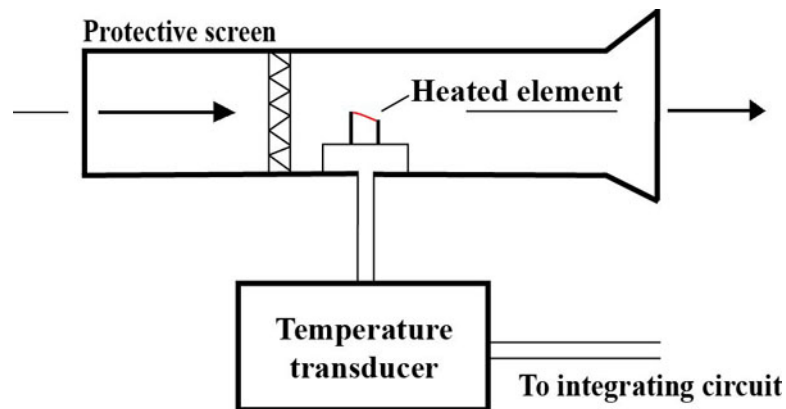 Protective screen
Heated element
Temperature
transducer
To integrating circuit